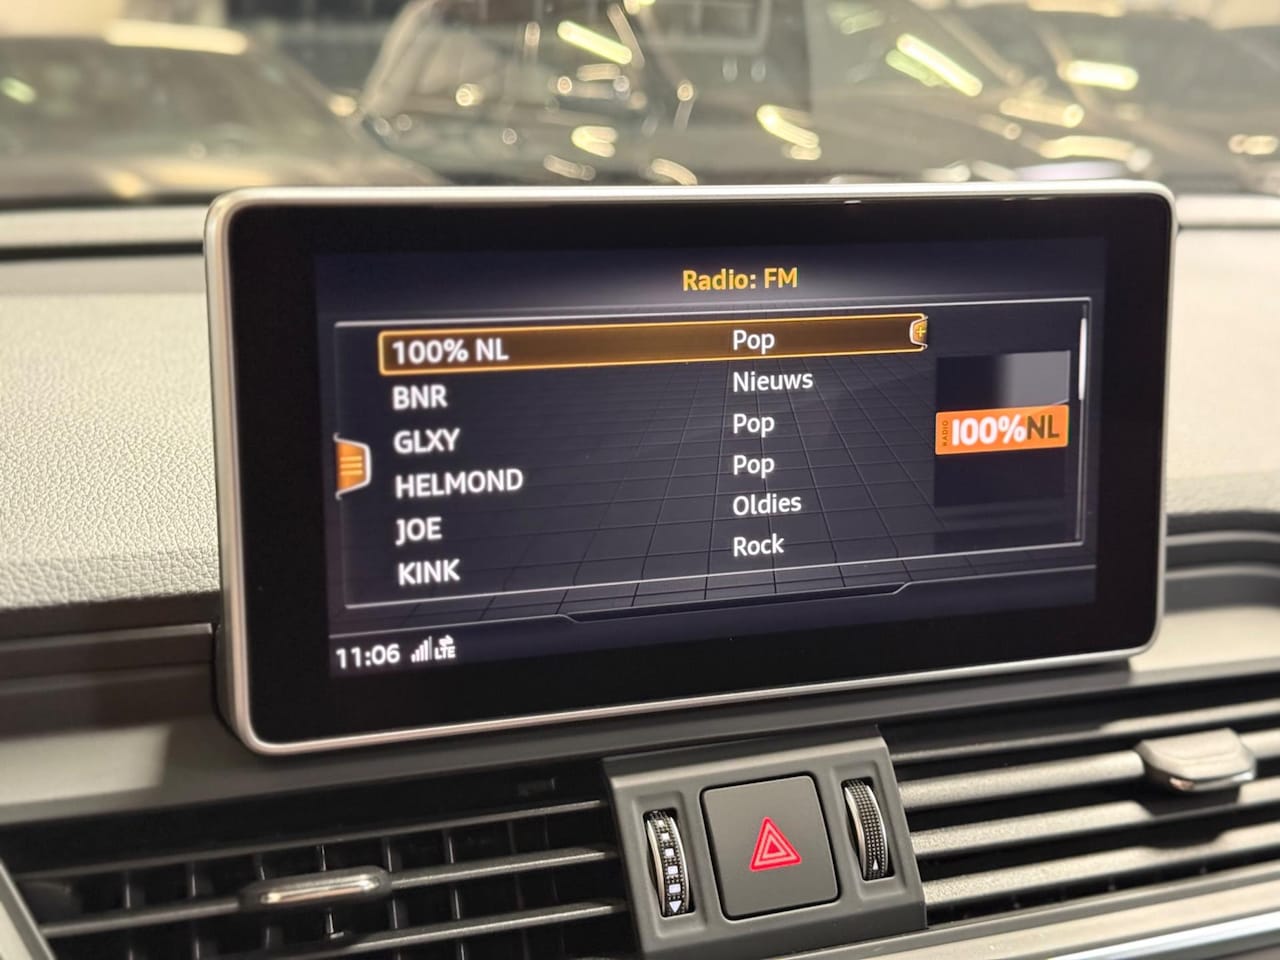 Radio: FM
100% NL Pop
BNR Nieuws
GLXY Pop
HELMOND Pop
JOE Oldies
KINK Rock
RADIO 100%NL
11:06 LTE